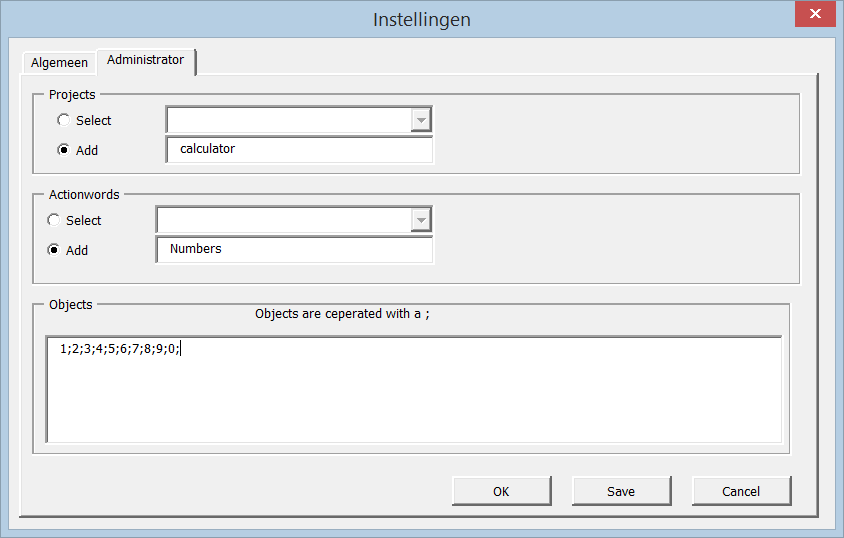 Instellingen
Algemeen
Administrator
Projects
Select
Add
calculator
Actionwords
Select
Add
Numbers
Objects
Objects are ceperated with a ;
1;2;3;4;5;6;7;8;9;0;
OK
Save
Cancel